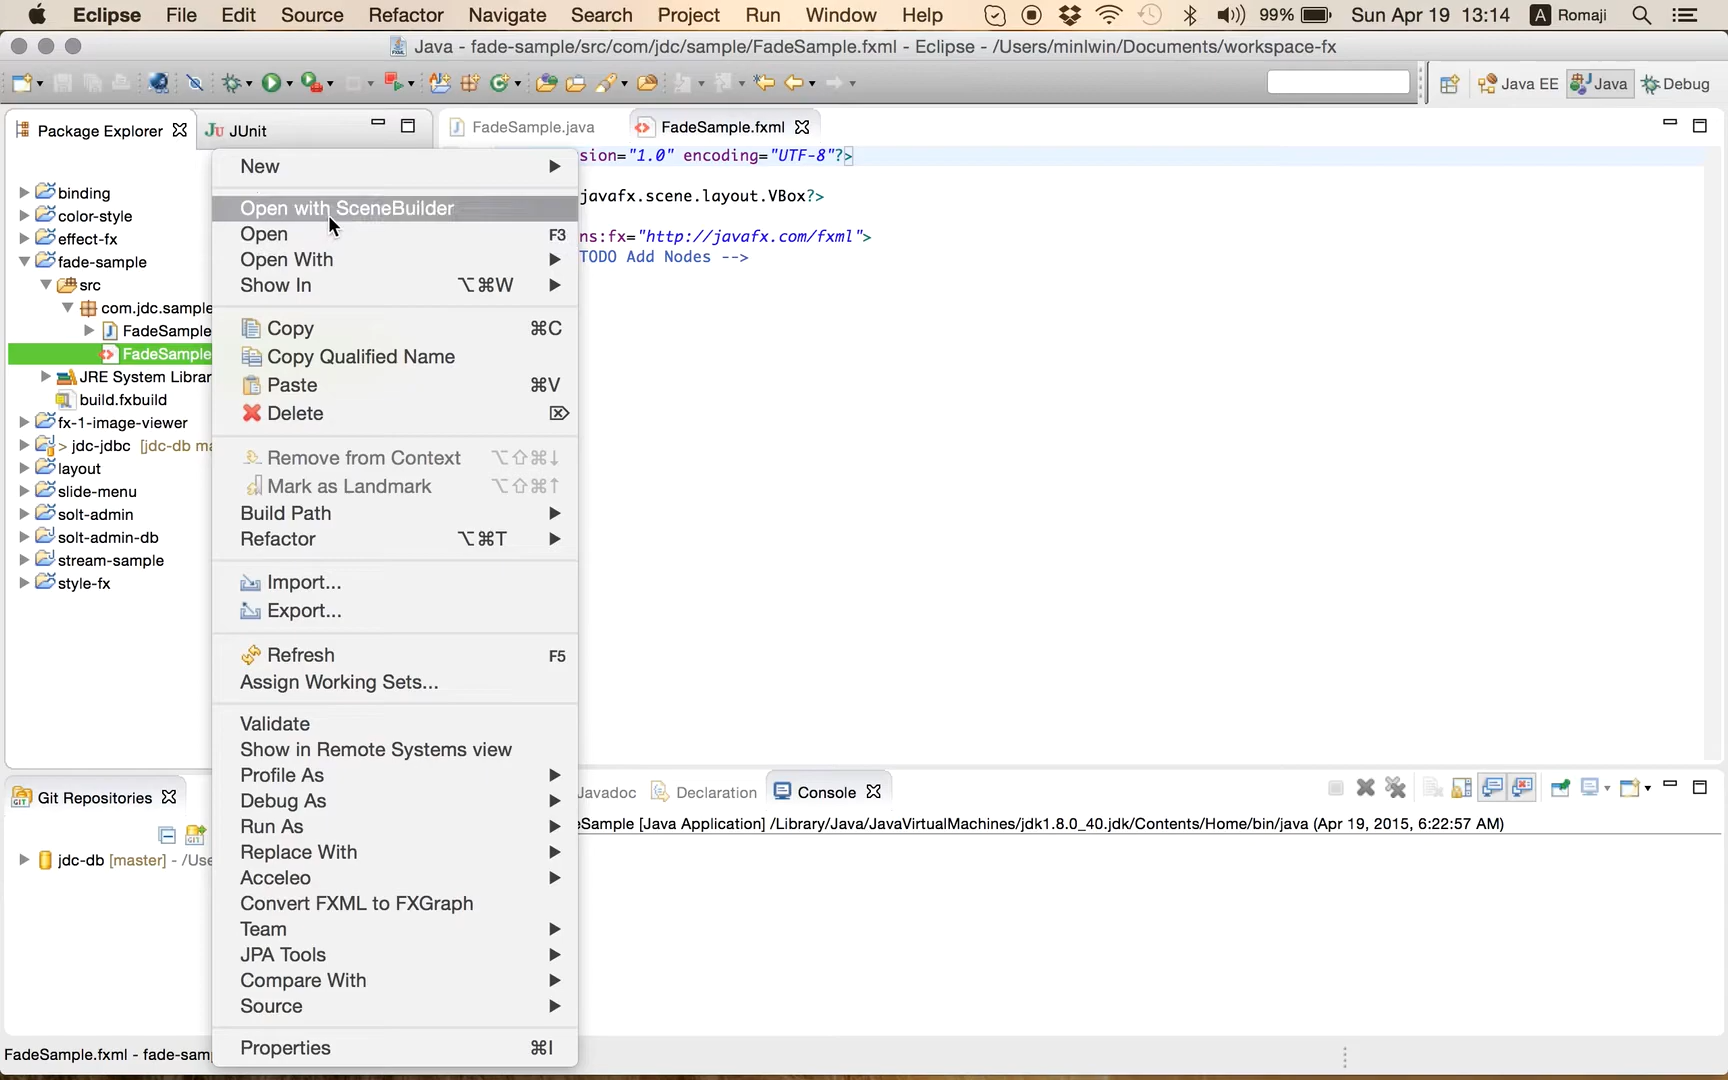 Eclipse File Edit Source Refactor Navigate Search Project Run Window Help 99% Sun Apr 19 13:14 A Romaji
Java - fade-sample/src/com/jdc/sample/FadeSample.fxml - Eclipse - /Users/minlwin/Documents/workspace-fx
Java EE Java Debug
Package Explorer JUnit FadeSample.java FadeSample.fxml
binding
color-style
effect-fx
fade-sample
src
com.jdc.sample
FadeSample
FadeSample
JRE System Librar
build.fxbuild
fx-1-image-viewer
> jdc-jdbc [jdc-db ma
layout
slide-menu
solt-admin
solt-admin-db
stream-sample
style-fx
New
Open with SceneBuilder
Open F3
Open With
Show In ⌥⌘W
Copy ⌘C
Copy Qualified Name
Paste ⌘V
Delete ⌦
Remove from Context ⌥⇧⌘↓
Mark as Landmark ⌥⇧⌘↑
Build Path
Refactor ⌥⌘T
Import...
Export...
Refresh F5
Assign Working Sets...
Validate
Show in Remote Systems view
Profile As
Debug As
Run As
Replace With
Acceleo
Convert FXML to FXGraph
Team
JPA Tools
Compare With
Source
Properties ⌘I
sion="1.0" encoding="UTF-8"?>
javafx.scene.layout.VBox?>
ns:fx="http://javafx.com/fxml">
TODO Add Nodes -->
Git Repositories
GIT
jdc-db [master] - /Use
Javadoc Declaration Console
eSample [Java Application] /Library/Java/JavaVirtualMachines/jdk1.8.0_40.jdk/Contents/Home/bin/java (Apr 19, 2015, 6:22:57 AM)
FadeSample.fxml - fade-sam